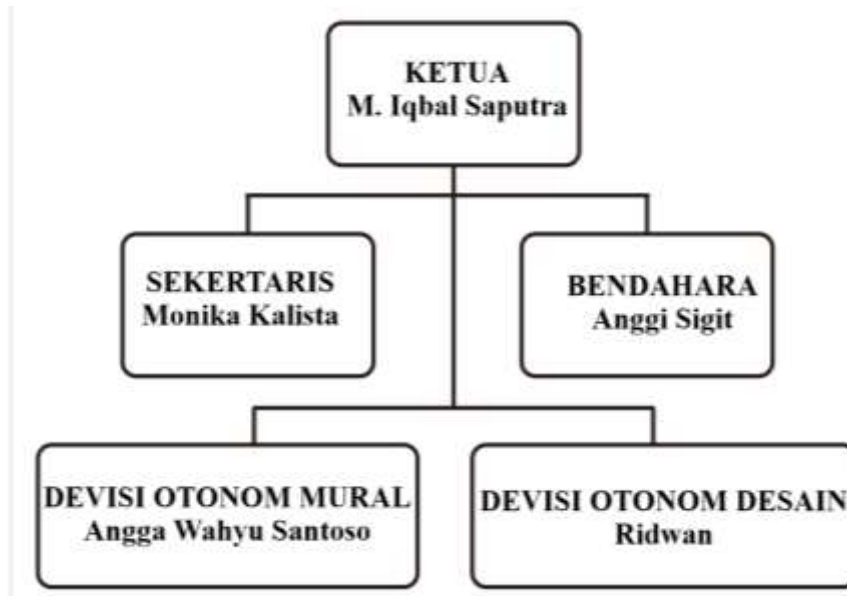 KETUA
M. Iqbal Saputra
SEKERTARIS
Monika Kalista
BENDAHARA
Anggi Sigit
DEVISI OTONOM MURAL
Angga Wahyu Santoso
DEVISI OTONOM DESAIN
Ridwan